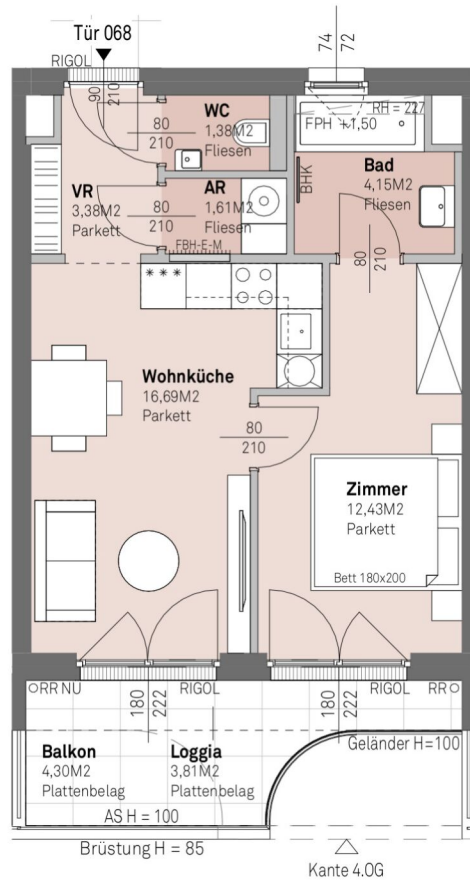 Tür 068
RIGOL
90
210
74
72
80
210
WC
1,38M2
Fliesen
RH = 227
FPH +1,50
BHK
Bad
4,15M2
Fliesen
VR
3,38M2
Parkett
80
210
AR
1,61M2
Fliesen
FBH-E-M
80
210
***
Wohnküche
16,69M2
Parkett
80
210
Zimmer
12,43M2
Parkett
Bett 180x200
RR NU
180
222
RIGOL
180
222
RIGOL
RR
Balkon
4,30M2
Plattenbelag
Loggia
3,81M2
Plattenbelag
Geländer H=100
AS H = 100
Brüstung H = 85
Kante 4.OG